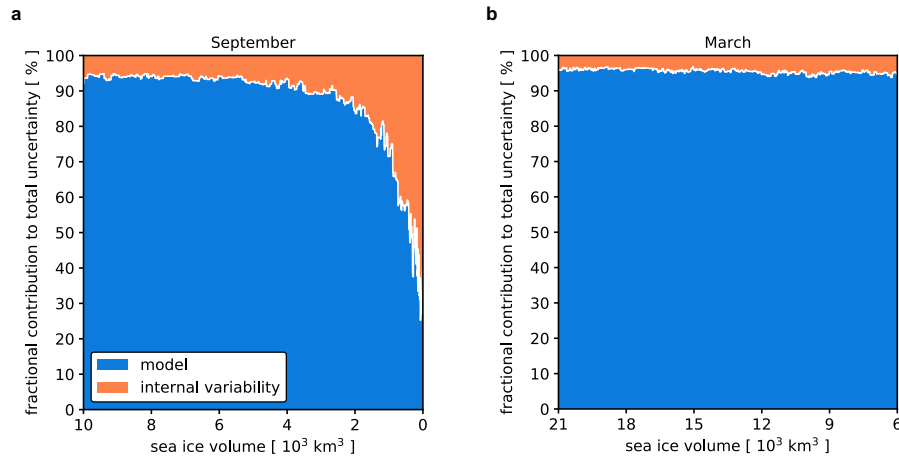 a
September
fractional contribution to total uncertainty [ % ]
100
90
80
70
60
50
40
30
20
10
0
model
internal variability
10 8 6 4 2 0
sea ice volume [ 10³ km³ ]
b
March
fractional contribution to total uncertainty [ % ]
100
90
80
70
60
50
40
30
20
10
0
21 18 15 12 9 6
sea ice volume [ 10³ km³ ]